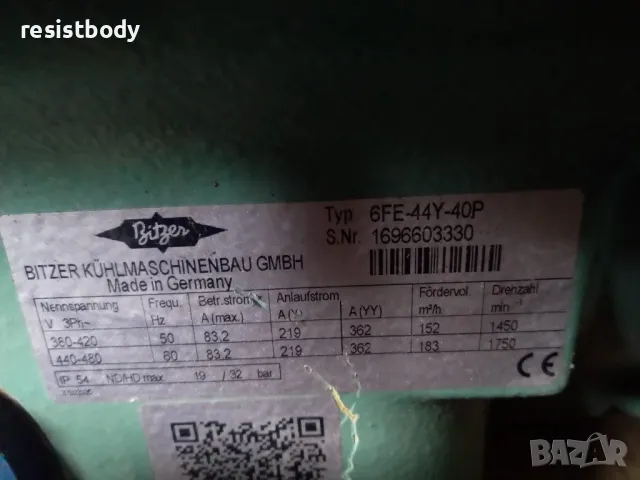 resistbody
Bitzer
Typ 6FE-44Y-40P
S.Nr. 1696603330
BITZER KÜHLMASCHINENBAU GMBH
Made in Germany
Nennspannung Frequ. Betr.strom Anlaufstrom Fördervol. Drehzahl
V 3Ph~ Hz A (max.) A (Y) A (YY) m³/h min
380-420 50 83.2 219 362 152 1450
440-480 60 83.2 219 362 183 1750
IP 54 ND/HD max 19 / 32 bar CE
BAZAR